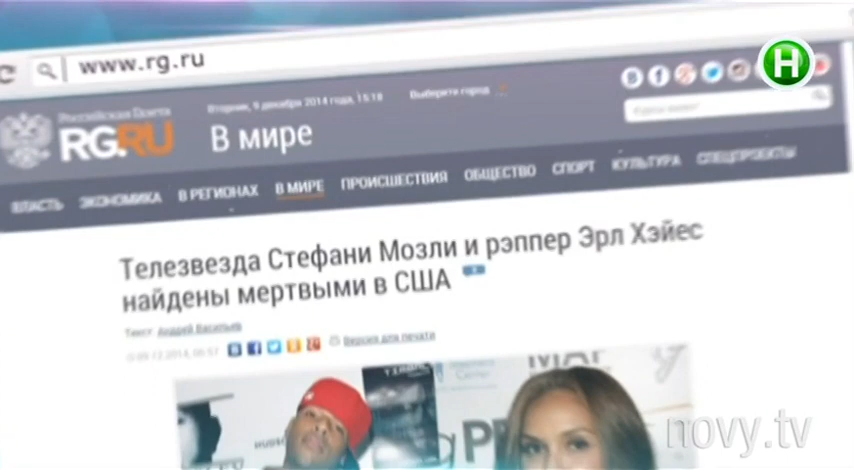 www.rg.ru
H
Российская Газета
RG.RU
Вторник, 9 декабря 2014 года, 15:18
Выберите город
В мире
ВЛАСТЬ ЭКОНОМИКА В РЕГИОНАХ В МИРЕ ПРОИСШЕСТВИЯ ОБЩЕСТВО СПОРТ КУЛЬТУРА СПЕЦПРОЕКТЫ
Телезвезда Стефани Мозли и рэппер Эрл Хэйес
найдены мертвыми в США
Текст: Андрей Васильев
Версия для печати
novy.tv